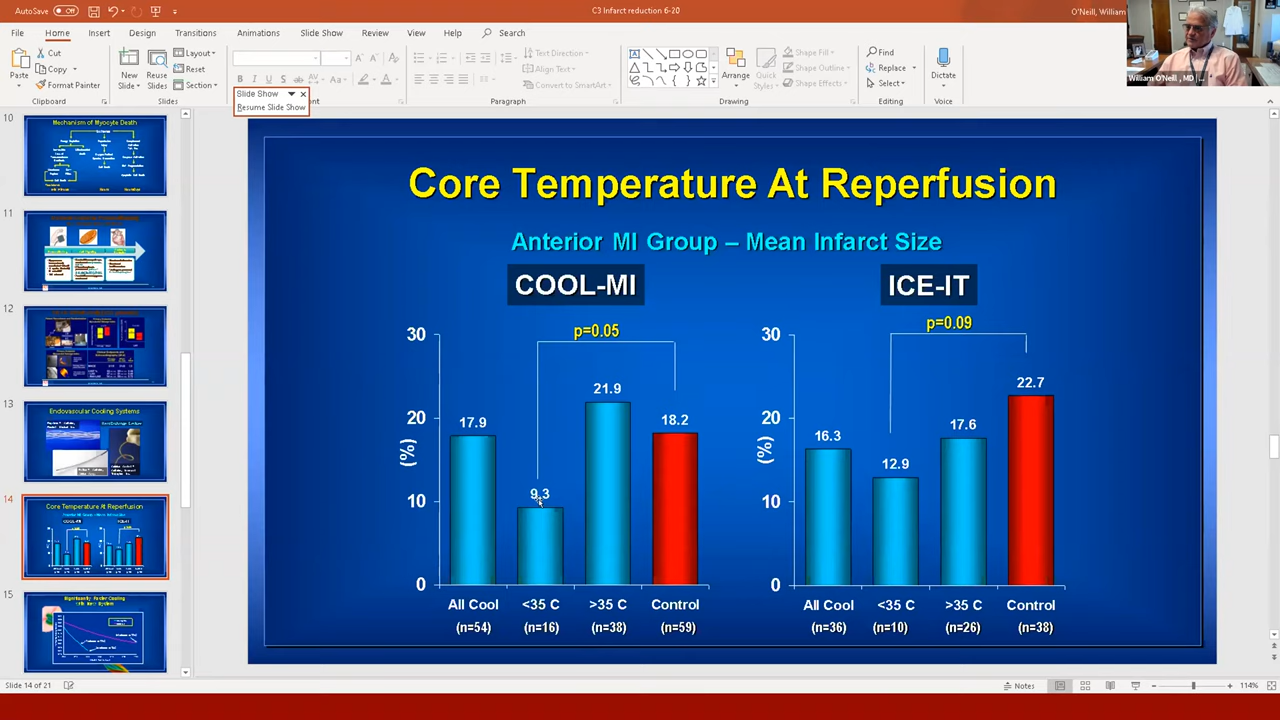 AutoSave Off
C3 Infarct reduction 6-20
O'Neill, William
File Home Insert Design Transitions Animations Slide Show Review View Help Search
Paste
Cut
Copy
Format Painter
Clipboard
New Slide
Reuse Slides
Layout
Reset
Section
Slides
Slide Show
Resume Slide Show
Paragraph
Text Direction
Align Text
Convert to SmartArt
Arrange
Quick Styles
Shape Fill
Shape Outline
Shape Effects
Drawing
Find
Replace
Select
Editing
Dictate
Voice
William O'Neill , MD
10
Mechanism of Myocyte Death
11
12
13
Endovascular Cooling Systems
14
Core Temperature At Reperfusion
15
Core Temperature At Reperfusion
Anterior MI Group – Mean Infarct Size
COOL-MI
ICE-IT
p=0.05
p=0.09
(%)
30
20
10
0
17.9
9.3
21.9
18.2
All Cool <35 C >35 C Control
(n=54) (n=16) (n=38) (n=59)
(%)
30
20
10
0
16.3
12.9
17.6
22.7
All Cool <35 C >35 C Control
(n=36) (n=10) (n=26) (n=38)
Slide 14 of 21
Notes
114%